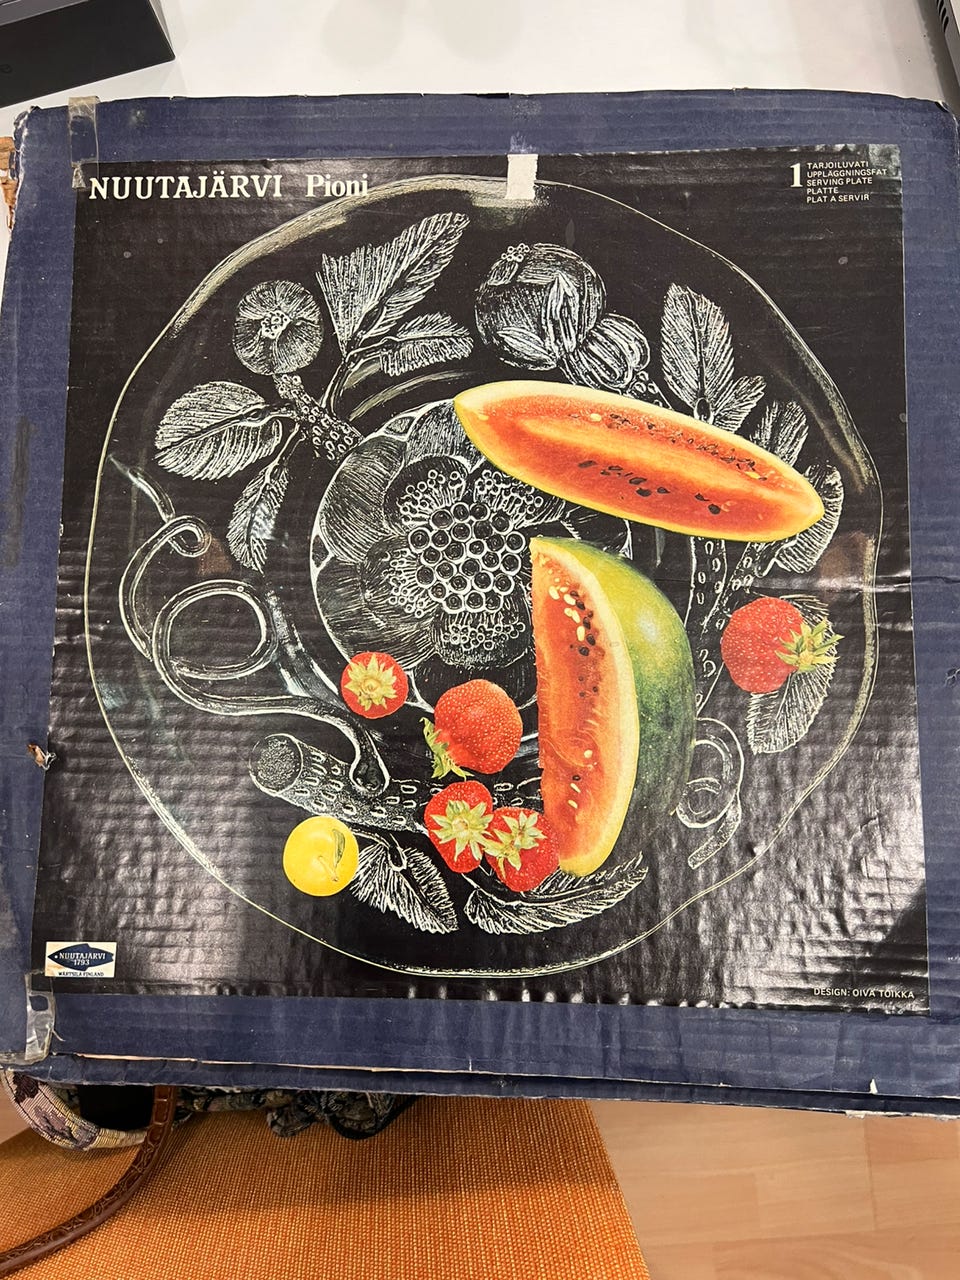 NUUTAJÄRVI Pioni
1 TARJOILUVATI
UPPLÄGGNINGSFAT
SERVING PLATE
PLATTE
PLAT A SERVIR
NUUTAJÄRVI
1793
WÄRTSILÄ FINLAND
DESIGN: OIVA TOIKKA